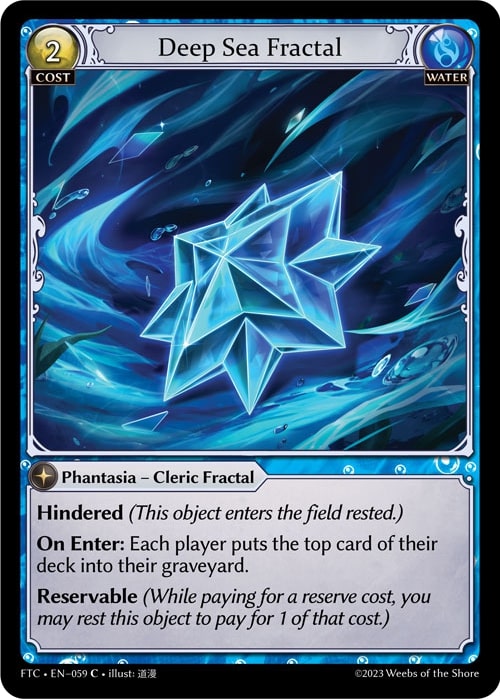 2
Deep Sea Fractal
COST
WATER
Phantasia – Cleric Fractal
Hindered (This object enters the field rested.)
On Enter: Each player puts the top card of their
deck into their graveyard.
Reservable (While paying for a reserve cost, you
may rest this object to pay for 1 of that cost.)
FTC • EN–059 C • illust: 道漫
©2023 Weebs of the Shore